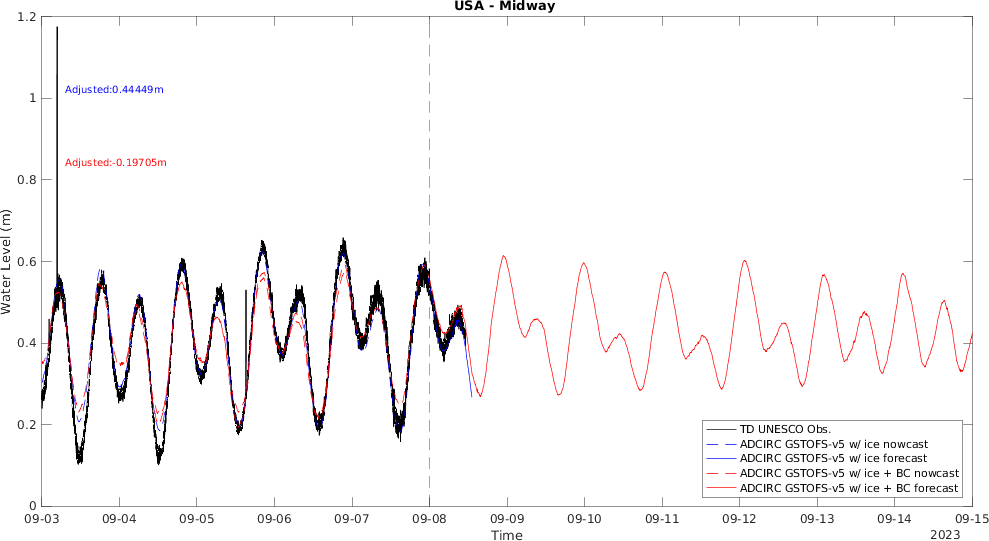 USA - Midway
1.2
1
0.8
0.6
0.4
0.2
0
Water Level (m)
Adjusted:0.44449m
Adjusted:-0.19705m
TD UNESCO Obs.
ADCIRC GSTOFS-v5 w/ ice nowcast
ADCIRC GSTOFS-v5 w/ ice forecast
ADCIRC GSTOFS-v5 w/ ice + BC nowcast
ADCIRC GSTOFS-v5 w/ ice + BC forecast
09-03 09-04 09-05 09-06 09-07 09-08 09-09 09-10 09-11 09-12 09-13 09-14 09-15
Time
2023